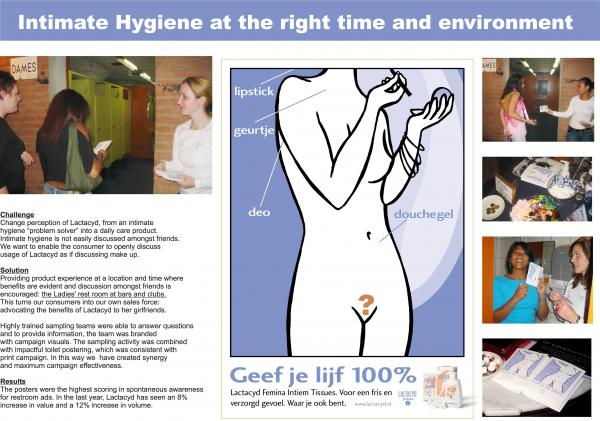 Intimate Hygiene at the right time and environment
DAMES
Challenge
Change perception of Lactacyd, from an intimate
hygiene “problem solver” into a daily care product.
Intimate hygiene is not easily discussed amongst friends.
We want to enable the consumer to openly discuss
usage of Lactacyd as if discussing make up.
Solution
Providing product experience at a location and time where
benefits are evident and discussion amongst friends is
encouraged: the Ladies' rest room at bars and clubs.
This turns our consumers into our own sales force:
advocating the benefits of Lactacyd to her girlfriends.
Highly trained sampling teams were able to answer questions
and to provide information, the team was branded
with campaign visuals. The sampling activity was combined
with impactful toilet postering, which was consistent with
print campaign. In this way we have created synergy
and maximum campaign effectiveness.
Results
The posters were the highest scoring in spontaneous awareness
for restroom ads. In the last year, Lactacyd has seen an 8%
increase in value and a 12% increase in volume.
lipstick
geurtje
deo
douchegel
?
Geef je lijf 100%
Lactacyd Femina Intiem Tissues. Voor een fris en
verzorgd gevoel. Waar je ook bent.
www.lactacyd.nl
LACTACYD
DAMES